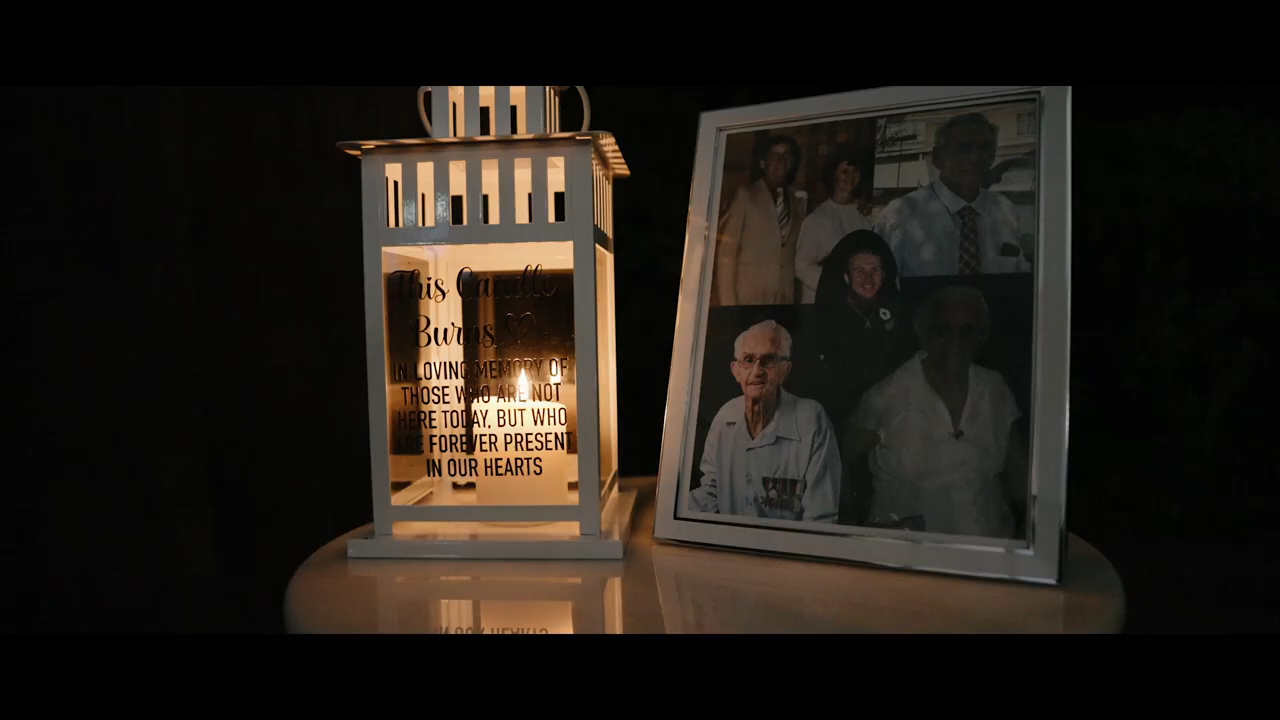 This Candle
Burns
IN LOVING MEMORY OF
THOSE WHO ARE NOT
HERE TODAY, BUT WHO
ARE FOREVER PRESENT
IN OUR HEARTS